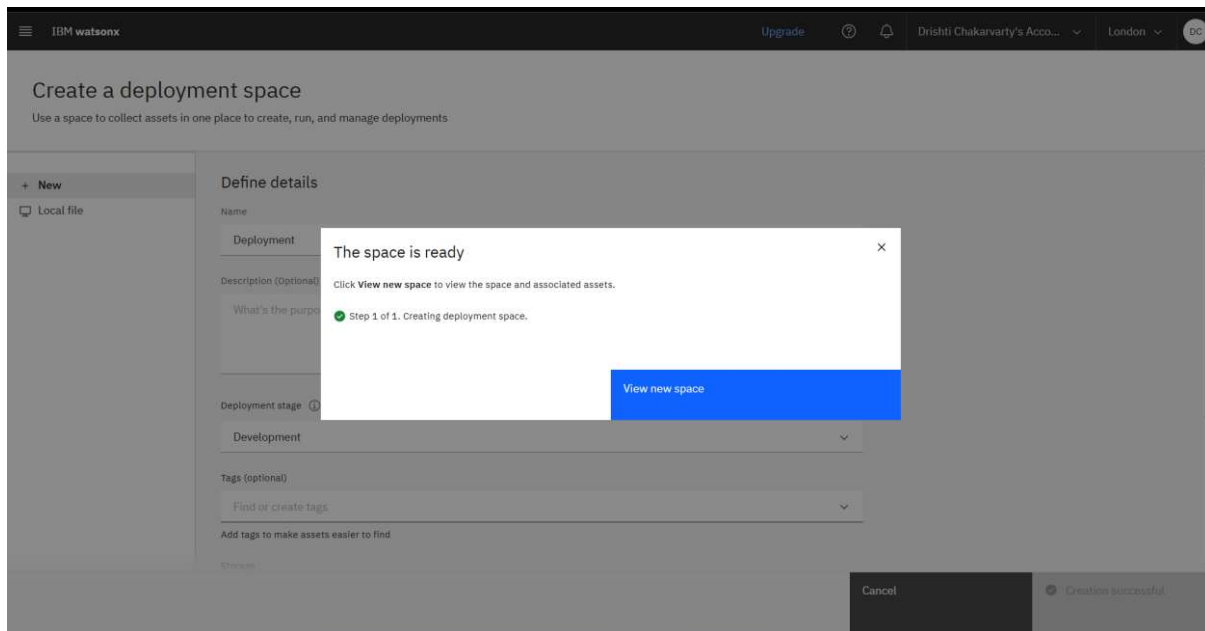 IBM watsonx
Upgrade
Drishti Chakarvarty's Acco...
London
DC
Create a deployment space
Use a space to collect assets in one place to create, run, and manage deployments
+ New
Local file
Define details
Name
Deployment
Description (Optional)
What's the purpo
The space is ready
Click View new space to view the space and associated assets.
Step 1 of 1. Creating deployment space.
View new space
Deployment stage
Development
Tags (optional)
Find or create tags
Add tags to make assets easier to find
Storage
Cancel
Creation successful